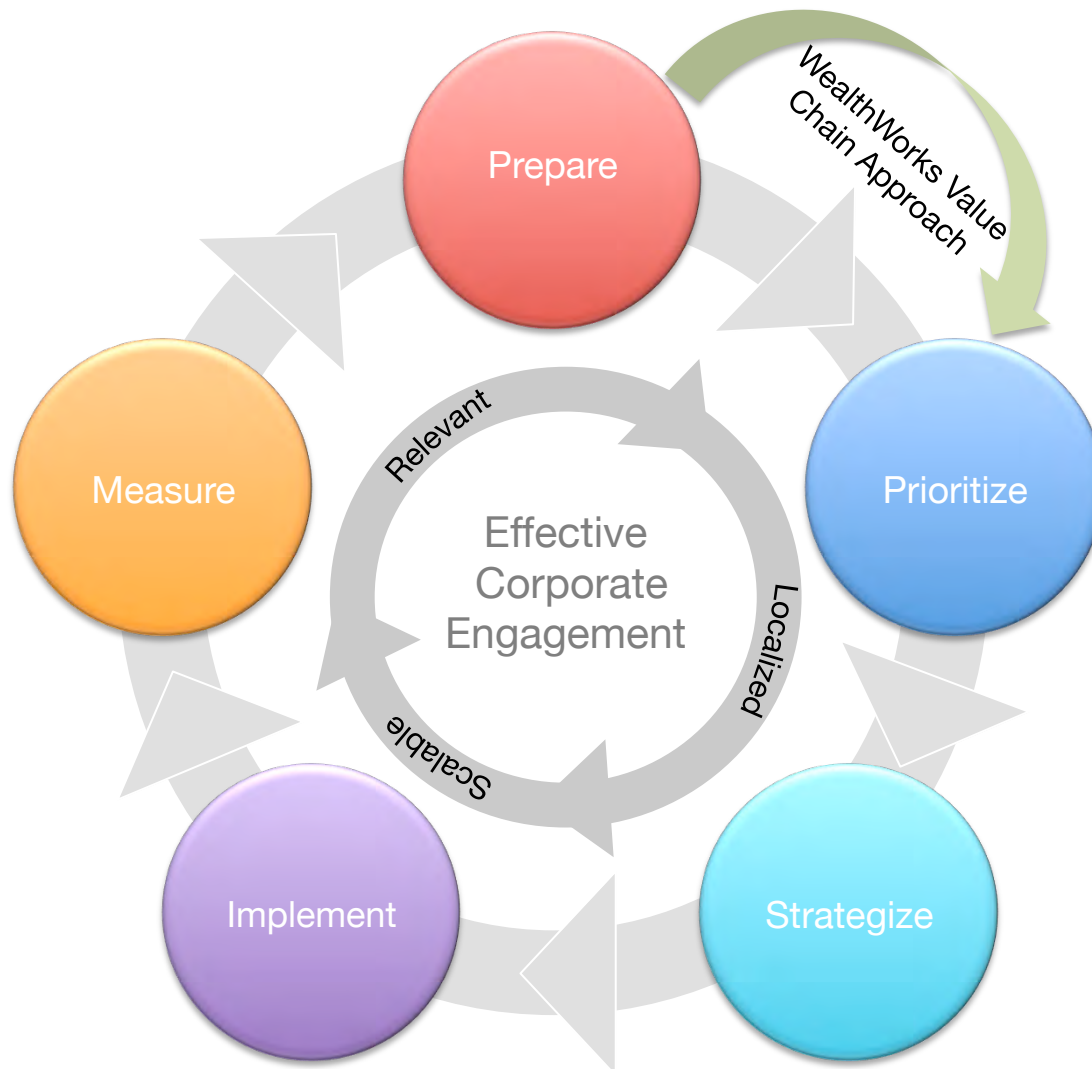 Prepare
WealthWorks Value
Chain Approach
Prioritize
Strategize
Implement
Measure
Relevant
Localized
Scalable
Effective
Corporate
Engagement